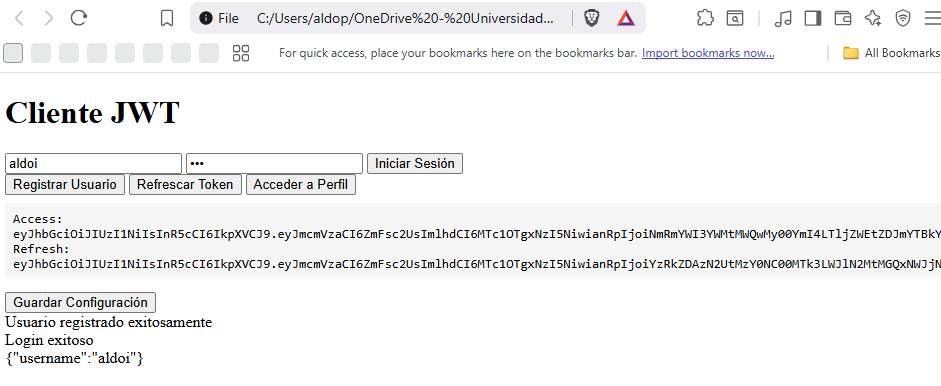 File C:/Users/aldop/OneDrive%20-%20Universidad...
For quick access, place your bookmarks here on the bookmarks bar. Import bookmarks now...
All Bookmarks
Cliente JWT
aldoi ••• Iniciar Sesión
Registrar Usuario Refrescar Token Acceder a Perfil
Access:
eyJhbGciOiJIUzI1NiIsInR5cCI6IkpXVCJ9.eyJmcmVzaCI6ZmFsc2UsImlhdCI6MTc1OTgxNzI5NiwianRpIjoiNmRmYWI3YWMtMWQwMy00YmI4LTljZWEtZDJmYTBkY
Refresh:
eyJhbGciOiJIUzI1NiIsInR5cCI6IkpXVCJ9.eyJmcmVzaCI6ZmFsc2UsImlhdCI6MTc1OTgxNzI5NiwianRpIjoiYzRkZDAzN2UtMzY0NC00MTk3LWJlN2MtMGQxNWJjN
Guardar Configuración
Usuario registrado exitosamente
Login exitoso
{"username":"aldoi"}